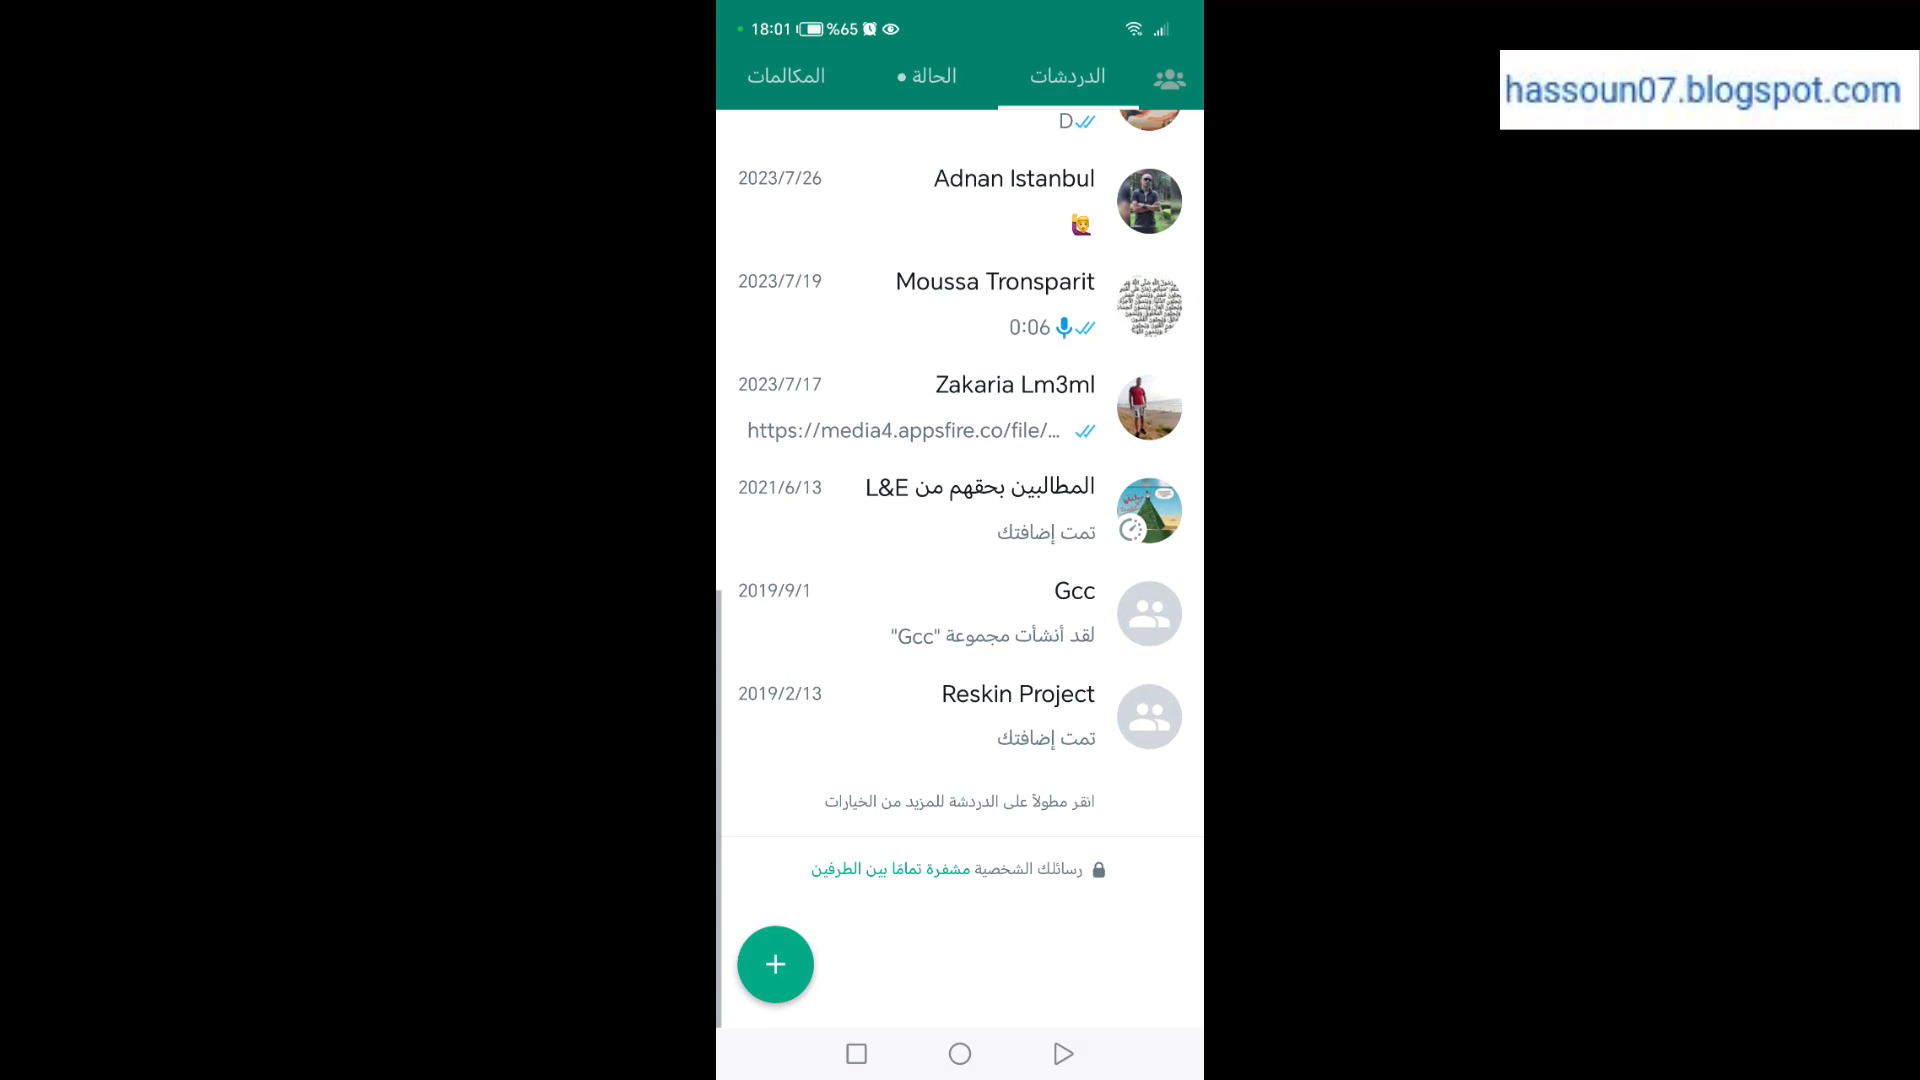 18:01 %65
hassoun07.blogspot.com
الدردشات
الحالة
المكالمات
D
Adnan Istanbul
2023/7/26
Moussa Tronsparit
2023/7/19
0:06
Zakaria Lm3ml
2023/7/17
https://media4.appsfire.co/file/...
المطالبين بحقهم من L&E
2021/6/13
تمت إضافتك
Gcc
2019/9/1
لقد أنشأت مجموعة "Gcc"
Reskin Project
2019/2/13
تمت إضافتك
انقر مطولاً على الدردشة للمزيد من الخيارات
رسائلك الشخصية مشفرة تمامًا بين الطرفين